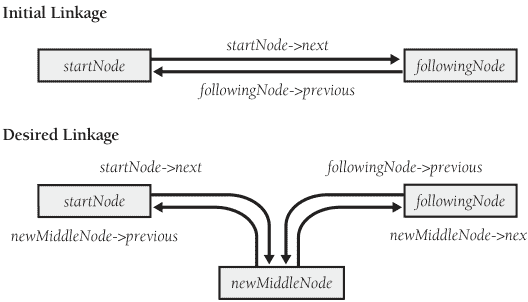 Initial Linkage
startNode->next
startNode
followingNode
followingNode->previous
Desired Linkage
startNode->next
followingNode->previous
startNode
followingNode
newMiddleNode->previous
newMiddleNode->nex
newMiddleNode